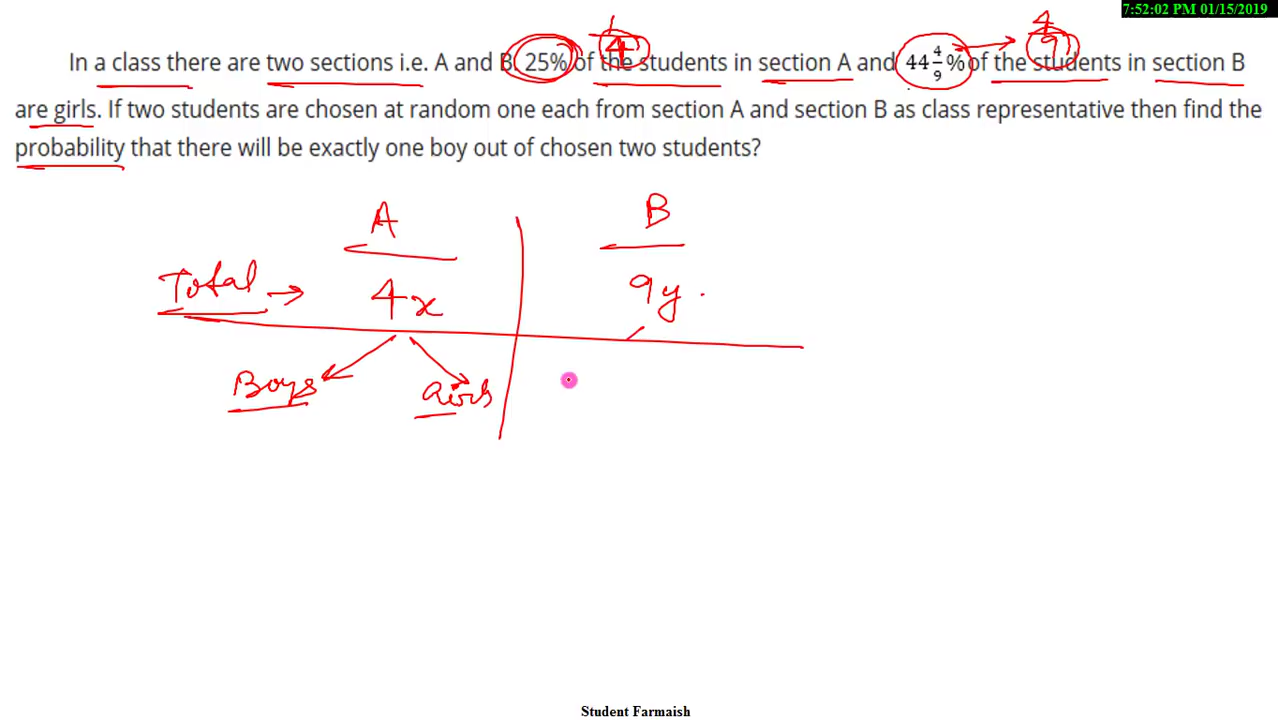 7:52:02 PM 01/15/2019
1
4
4
9
In a class there are two sections i.e. A and B. 25% of the students in section A and 44 4/9 % of the students in section B
are girls. If two students are chosen at random one each from section A and section B as class representative then find the
probability that there will be exactly one boy out of chosen two students?
A B
Total → 4x 9y
Boys Girls
Student Farmaish